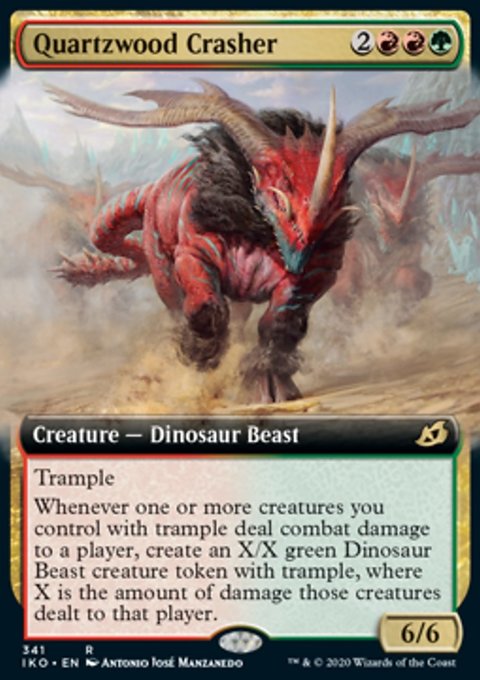 Quartzwood Crasher 2
Creature — Dinosaur Beast
Trample
Whenever one or more creatures you
control with trample deal combat damage
to a player, create an X/X green Dinosaur
Beast creature token with trample, where
X is the amount of damage those creatures
dealt to that player.
6/6
341 R
IKO • EN Antonio José Manzanedo
™ & © 2020 Wizards of the Coast